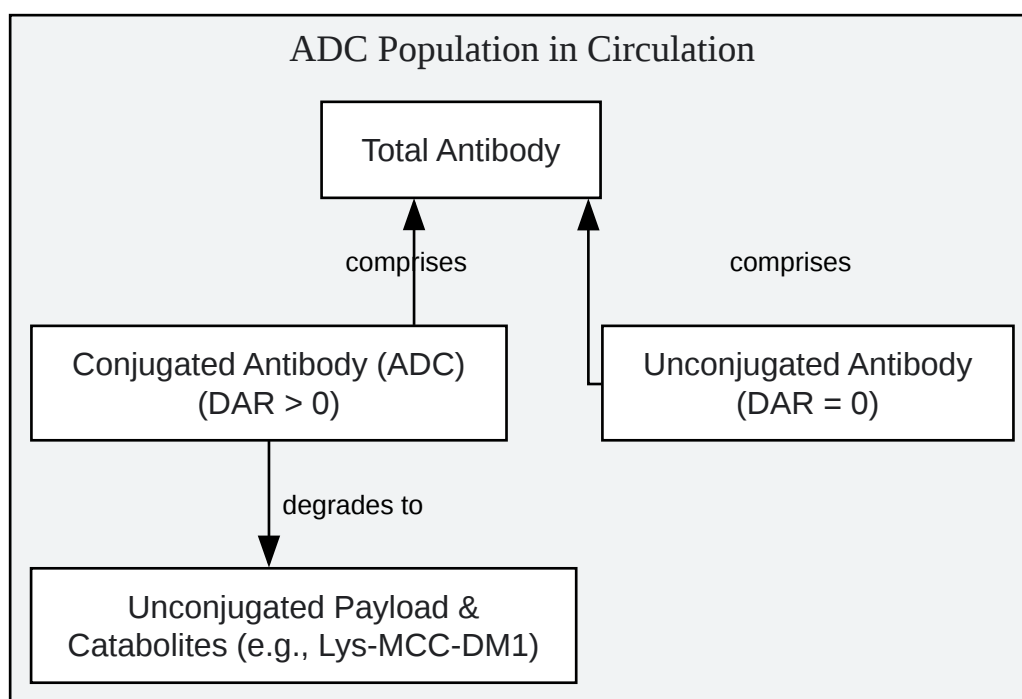 ADC Population in Circulation
Total Antibody
comprises
comprises
Conjugated Antibody (ADC)
(DAR > 0)
Unconjugated Antibody
(DAR = 0)
degrades to
Unconjugated Payload &
Catabolites (e.g., Lys-MCC-DM1)